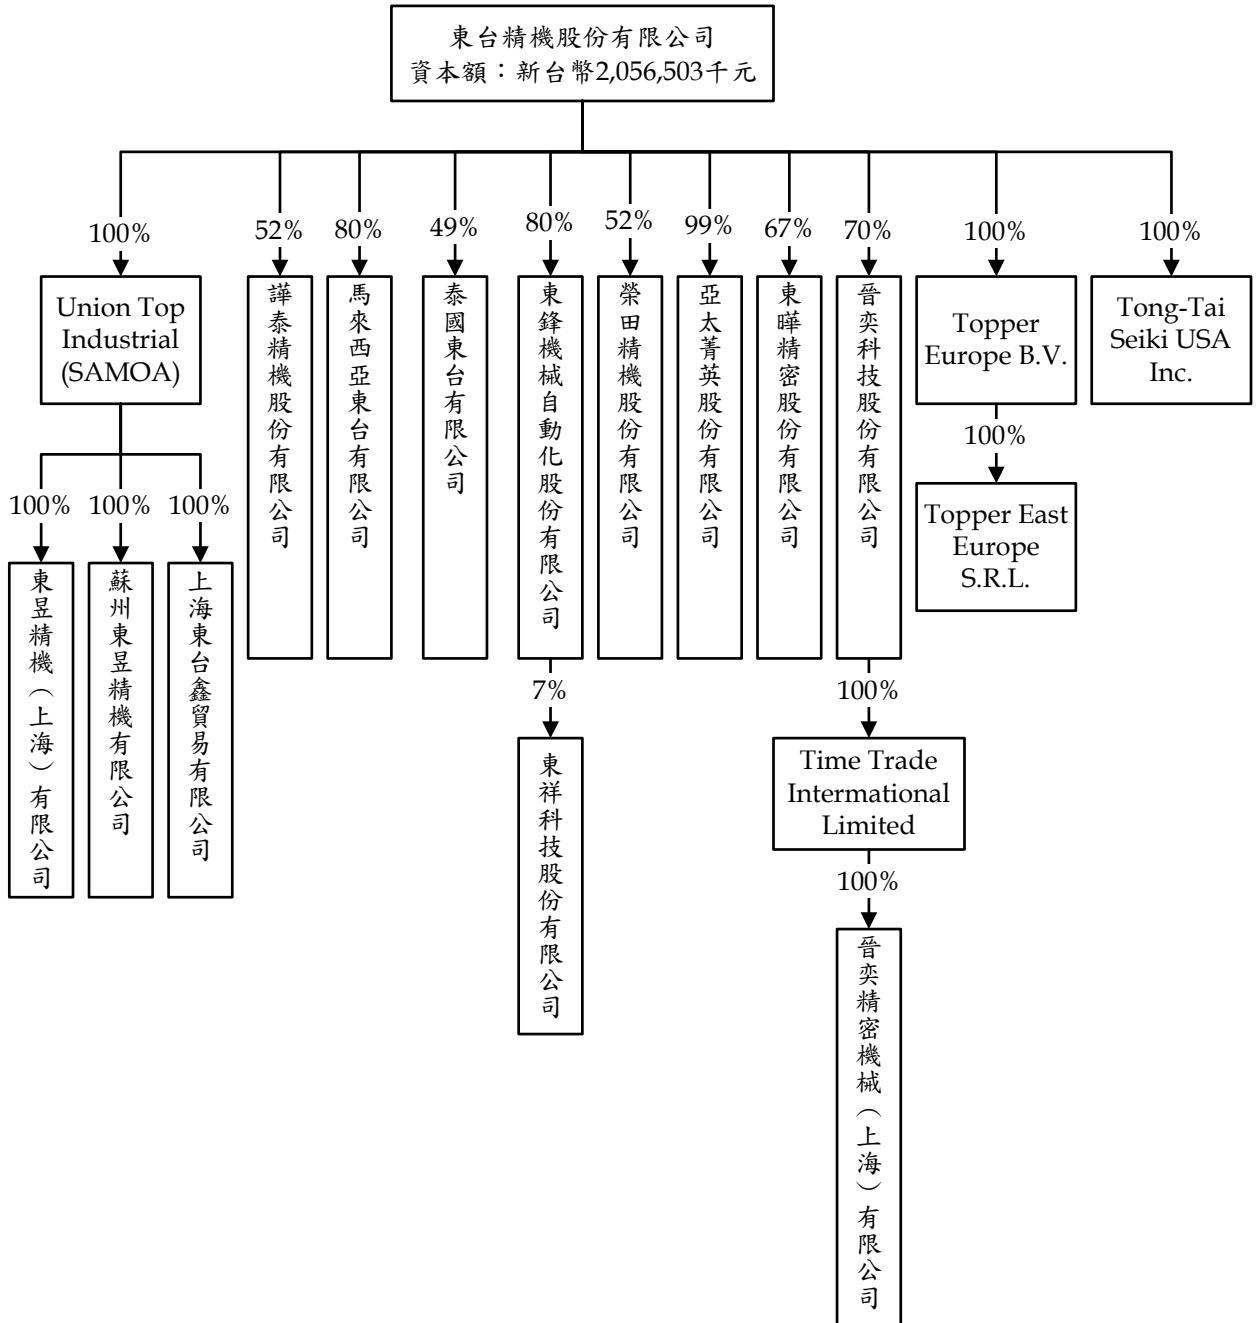 東台精機股份有限公司
資本額：新台幣2,056,503千元
100%
52%
80%
49%
80%
52%
99%
67%
70%
100%
100%
Union Top
Industrial
(SAMOA)
譁泰精機股份有限公司
馬來西亞東台有限公司
泰國東台有限公司
東鋒機械自動化股份有限公司
榮田精機股份有限公司
亞太菁英股份有限公司
東曄精密股份有限公司
晉奕科技股份有限公司
Topper
Europe B.V.
Tong-Tai
Seiki USA
Inc.
100%
100%
100%
100%
東昱精機（上海）有限公司
蘇州東昱精機有限公司
上海東台鑫貿易有限公司
Topper East
Europe
S.R.L.
7%
100%
東祥科技股份有限公司
Time Trade
Intermational
Limited
100%
晉奕精密機械（上海）有限公司